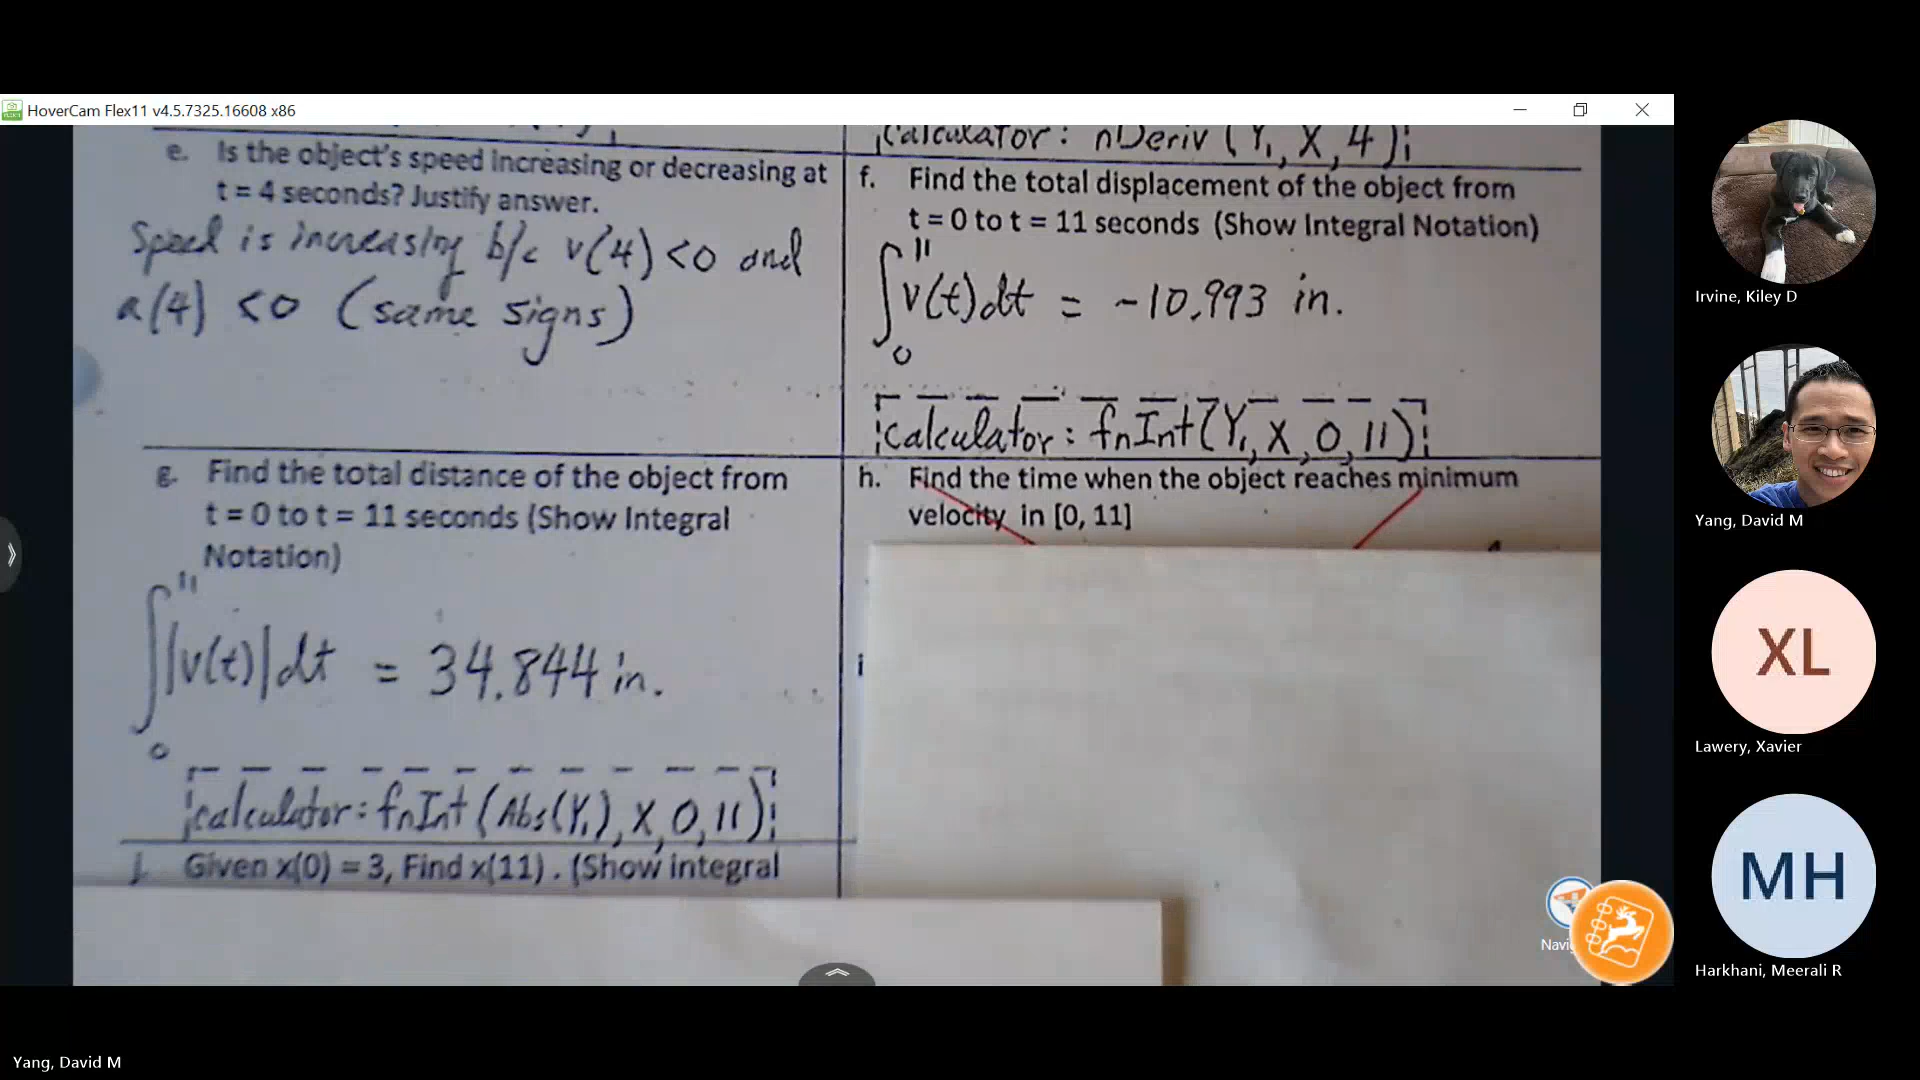 HoverCam Flex11 v4.5.7325.16608 x86
Calculator: nDeriv (Y₁, X, 4)
e. Is the object's speed increasing or decreasing at
t = 4 seconds? Justify answer.
Speed is increasing b/c v(4) <0 and
a(4) <0 (same signs)
f. Find the total displacement of the object from
t = 0 to t = 11 seconds (Show Integral Notation)
∫₀¹¹ v(t)dt = -10.993 in.
Calculator: fnInt(Y₁, X, 0, 11)
g. Find the total distance of the object from
t = 0 to t = 11 seconds (Show Integral
Notation)
∫₀¹¹ |v(t)|dt = 34.844 in.
calculator: fnInt (Abs(Y₁), X, 0, 11)
h. Find the time when the object reaches minimum
velocity in [0, 11]
i
j. Given x(0) = 3, Find x(11) . (Show integral
Irvine, Kiley D
Yang, David M
XL
Lawery, Xavier
MH
Harkhani, Meerali R
Yang, David M